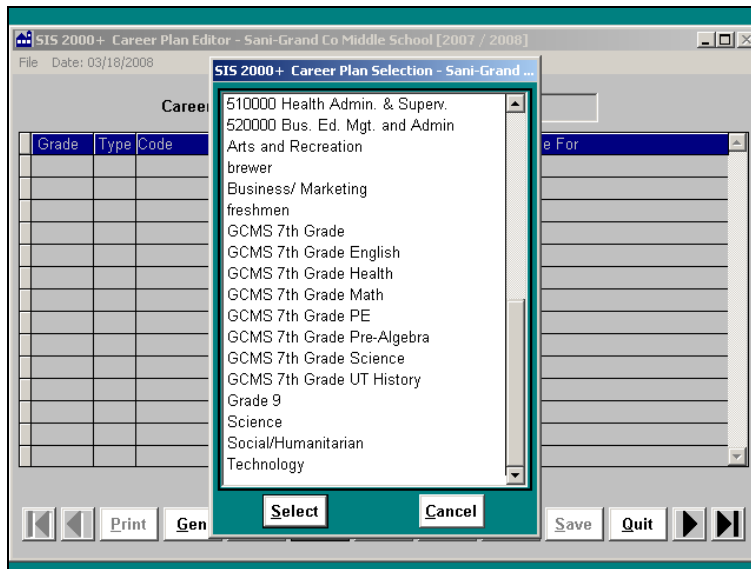 SIS 2000+ Career Plan Editor - Sani-Grand Co Middle School [2007 / 2008]
File Date: 03/18/2008
SIS 2000+ Career Plan Selection - Sani-Grand ...
Career
Grade Type Code
e For
510000 Health Admin. & Superv.
520000 Bus. Ed. Mgt. and Admin
Arts and Recreation
brewer
Business/ Marketing
freshmen
GCMS 7th Grade
GCMS 7th Grade English
GCMS 7th Grade Health
GCMS 7th Grade Math
GCMS 7th Grade PE
GCMS 7th Grade Pre-Algebra
GCMS 7th Grade Science
GCMS 7th Grade UT History
Grade 9
Science
Social/Humanitarian
Technology
Select Cancel
Print Gen Save Quit